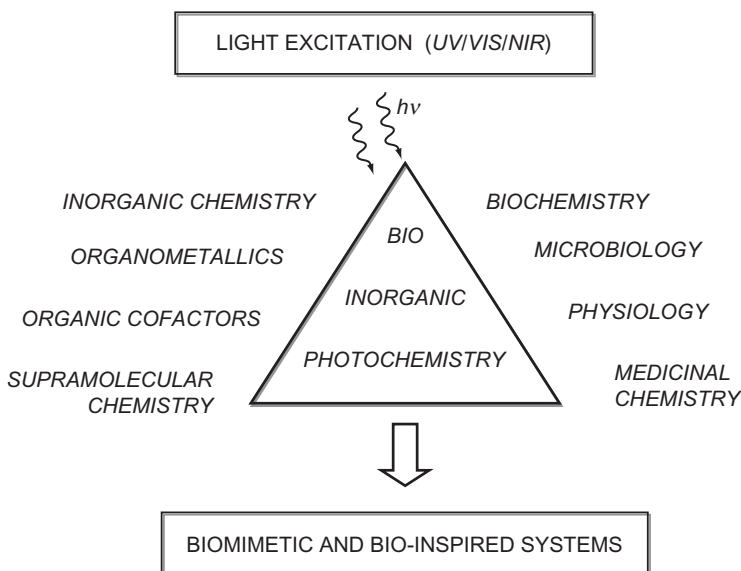 LIGHT EXCITATION (UV/VIS/NIR)
hν
INORGANIC CHEMISTRY
ORGANOMETALLICS
ORGANIC COFACTORS
SUPRAMOLECULAR
CHEMISTRY
BIO
INORGANIC
PHOTOCHEMISTRY
BIOCHEMISTRY
MICROBIOLOGY
PHYSIOLOGY
MEDICINAL
CHEMISTRY
BIOMIMETIC AND BIO-INSPIRED SYSTEMS